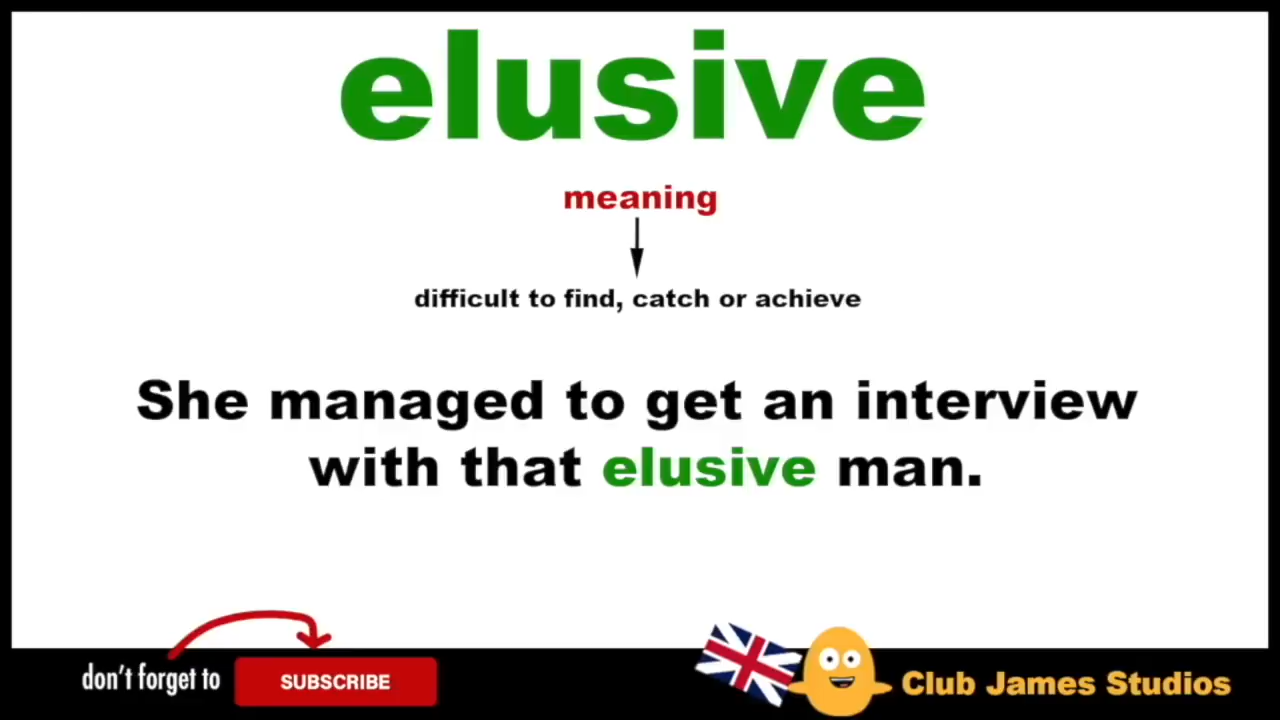 elusive
meaning
difficult to find, catch or achieve
She managed to get an interview
with that elusive man.
don't forget to SUBSCRIBE
Club James Studios